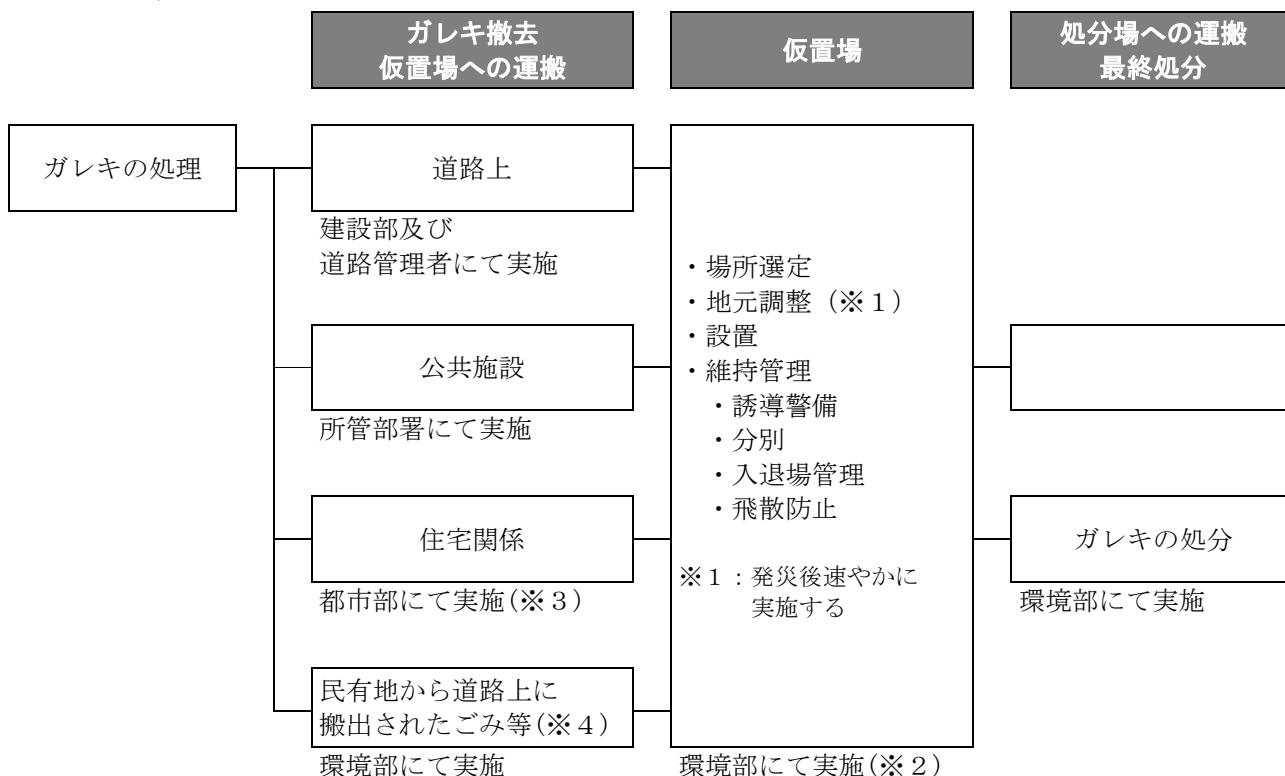 ガレキ撤去
仮置場への運搬
仮置場
処分場への運搬
最終処分
ガレキの処理
道路上
建設部及び
道路管理者にて実施
公共施設
所管部署にて実施
住宅関係
都市部にて実施(※３)
民有地から道路上に
搬出されたごみ等(※４)
環境部にて実施
・場所選定
・地元調整（※１）
・設置
・維持管理
・誘導警備
・分別
・入退場管理
・飛散防止
※１：発災後速やかに
実施する
環境部にて実施(※２)
ガレキの処分
環境部にて実施